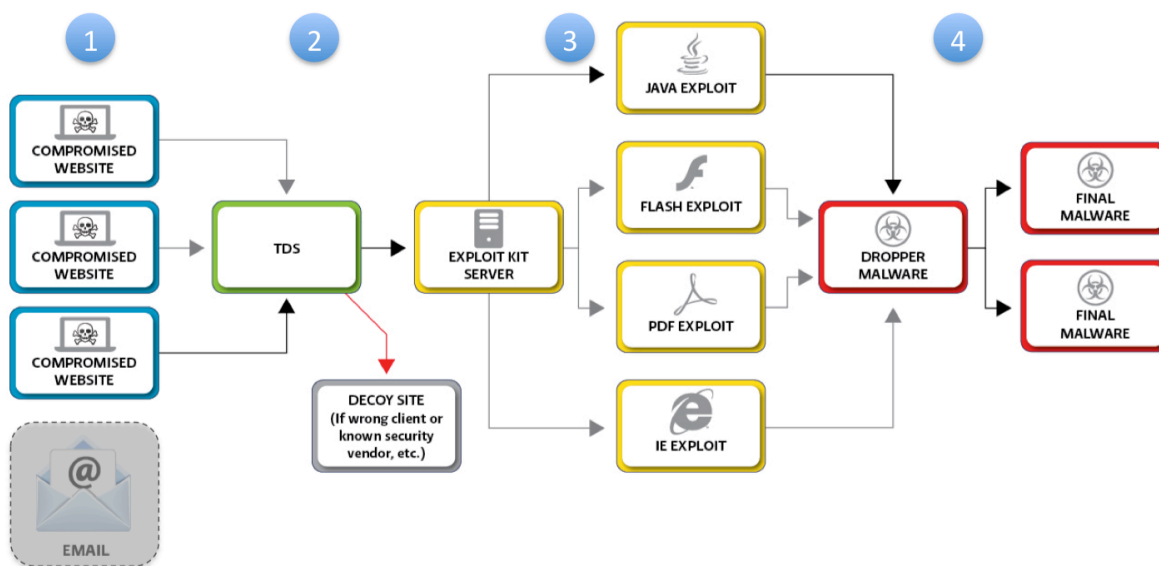 1
2
3
4
COMPROMISED
WEBSITE
COMPROMISED
WEBSITE
COMPROMISED
WEBSITE
@
EMAIL
TDS
DECOY SITE
(If wrong client or
known security
vendor, etc.)
EXPLOIT KIT
SERVER
JAVA EXPLOIT
FLASH EXPLOIT
PDF EXPLOIT
IE EXPLOIT
DROPPER
MALWARE
FINAL
MALWARE
FINAL
MALWARE